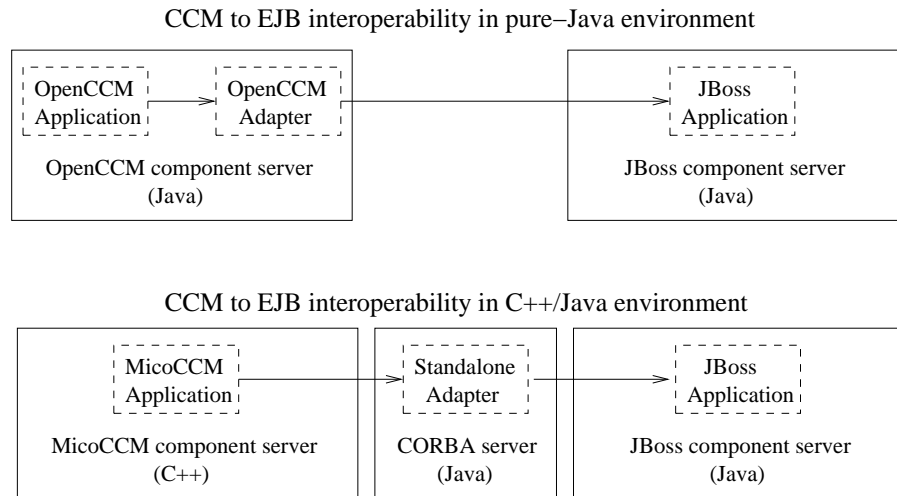 CCM to EJB interoperability in pure−Java environment
OpenCCM
Application
OpenCCM
Adapter
JBoss
Application
OpenCCM component server
(Java)
JBoss component server
(Java)
CCM to EJB interoperability in C++/Java environment
MicoCCM
Application
Standalone
Adapter
JBoss
Application
MicoCCM component server
(C++)
CORBA server
(Java)
JBoss component server
(Java)